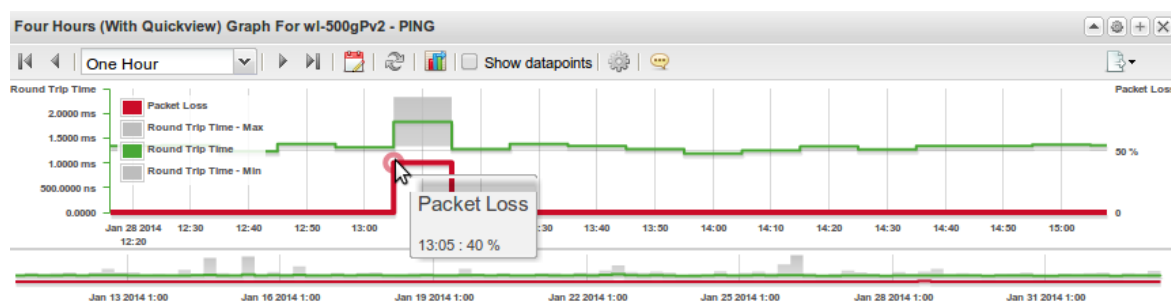 Four Hours (With Quickview) Graph For wl-500gPv2 - PING
One Hour Show datapoints
Round Trip Time Packet Loss
2.0000 ms
1.5000 ms
1.0000 ms
500.0000 ns
0.0000
Packet Loss
Round Trip Time - Max
Round Trip Time
Round Trip Time - Min
50 %
0
Packet Loss
13:05 : 40 %
Jan 28 2014 12:30 12:40 12:50 13:00 :30 13:40 13:50 14:00 14:10 14:20 14:30 14:40 14:50 15:00
12:20
Jan 13 2014 1:00 Jan 16 2014 1:00 Jan 19 2014 1:00 Jan 22 2014 1:00 Jan 25 2014 1:00 Jan 28 2014 1:00 Jan 31 2014 1:00